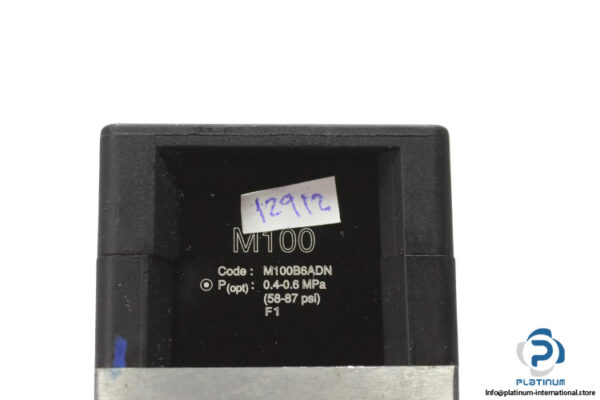 12912
M100
Code : M100B6ADN
P(opt) : 0.4-0.6 MPa
(58-87 psi)
F1
PLATINUM
info@platinum-international.store